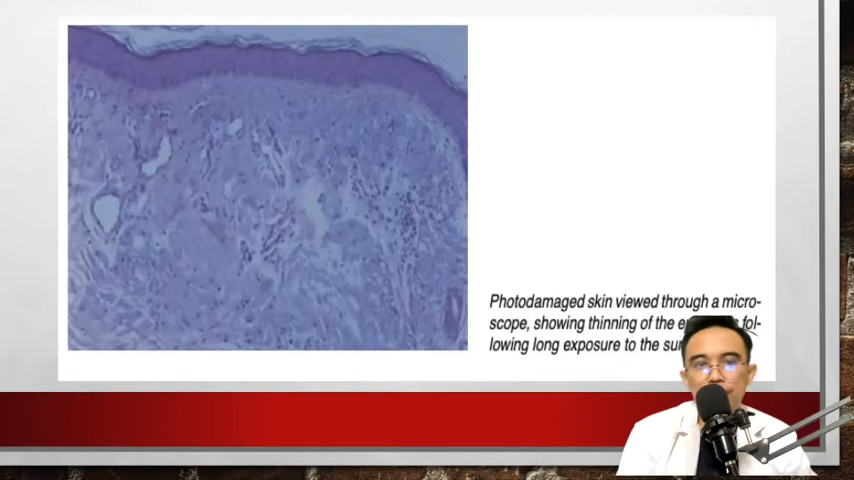 Photodamaged skin viewed through a micro-
scope, showing thinning of the fol-
lowing long exposure to the